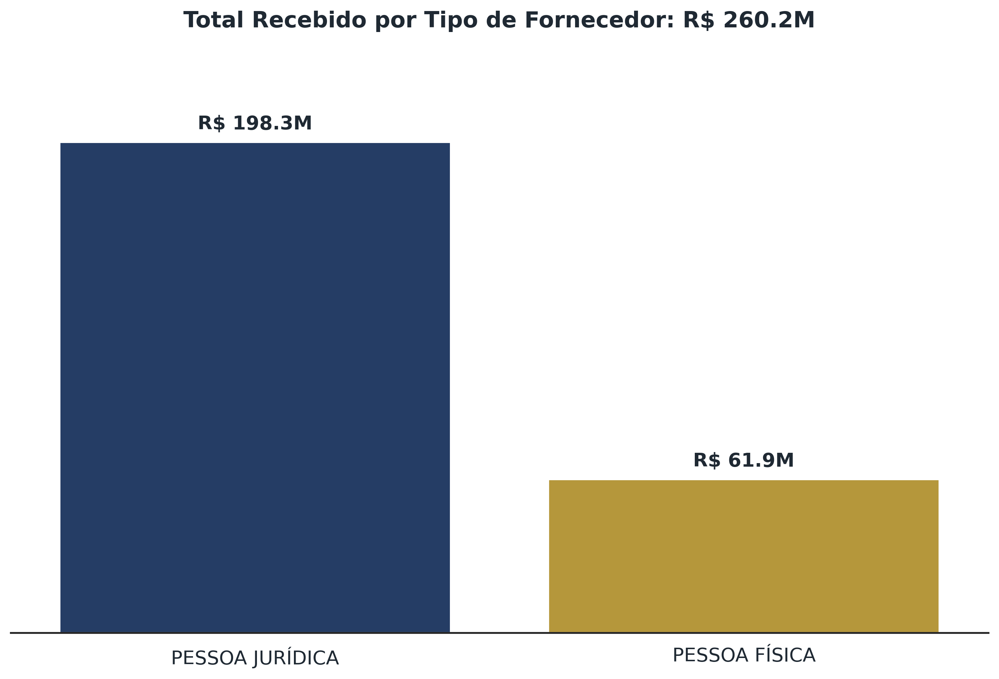 Total Recebido por Tipo de Fornecedor: R$ 260.2M
R$ 198.3M
R$ 61.9M
PESSOA JURÍDICA
PESSOA FÍSICA